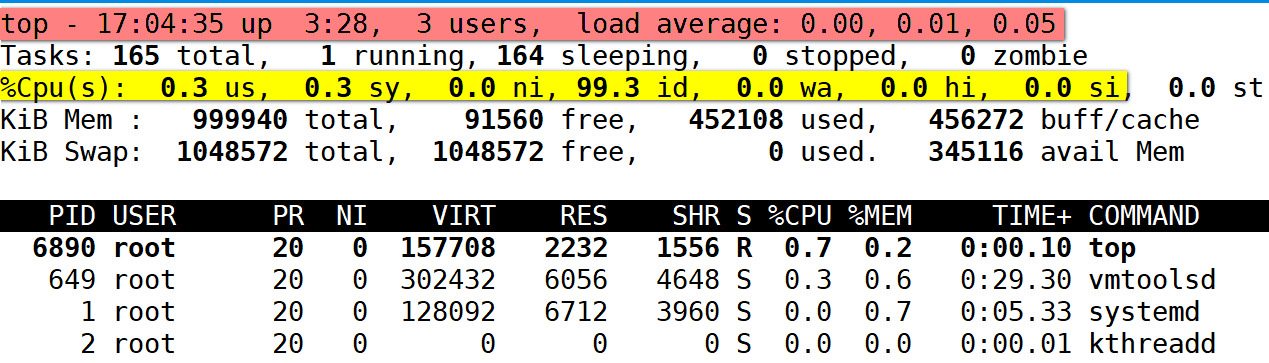 top - 17:04:35 up  3:28,  3 users,  load average: 0.00, 0.01, 0.05
Tasks: 165 total,   1 running, 164 sleeping,   0 stopped,   0 zombie
%Cpu(s):  0.3 us,  0.3 sy,  0.0 ni, 99.3 id,  0.0 wa,  0.0 hi,  0.0 si,  0.0 st
KiB Mem :   999940 total,    91560 free,   452108 used,   456272 buff/cache
KiB Swap:  1048572 total,  1048572 free,        0 used.   345116 avail Mem
   PID USER      PR  NI    VIRT    RES    SHR S %CPU %MEM     TIME+ COMMAND
  6890 root      20   0  157708   2232   1556 R  0.7  0.2   0:00.10 top
   649 root      20   0  302432   6056   4648 S  0.3  0.6   0:29.30 vmtoolsd
     1 root      20   0  128092   6712   3960 S  0.0  0.7   0:05.33 systemd
     2 root      20   0       0      0      0 S  0.0  0.0   0:00.01 kthreadd